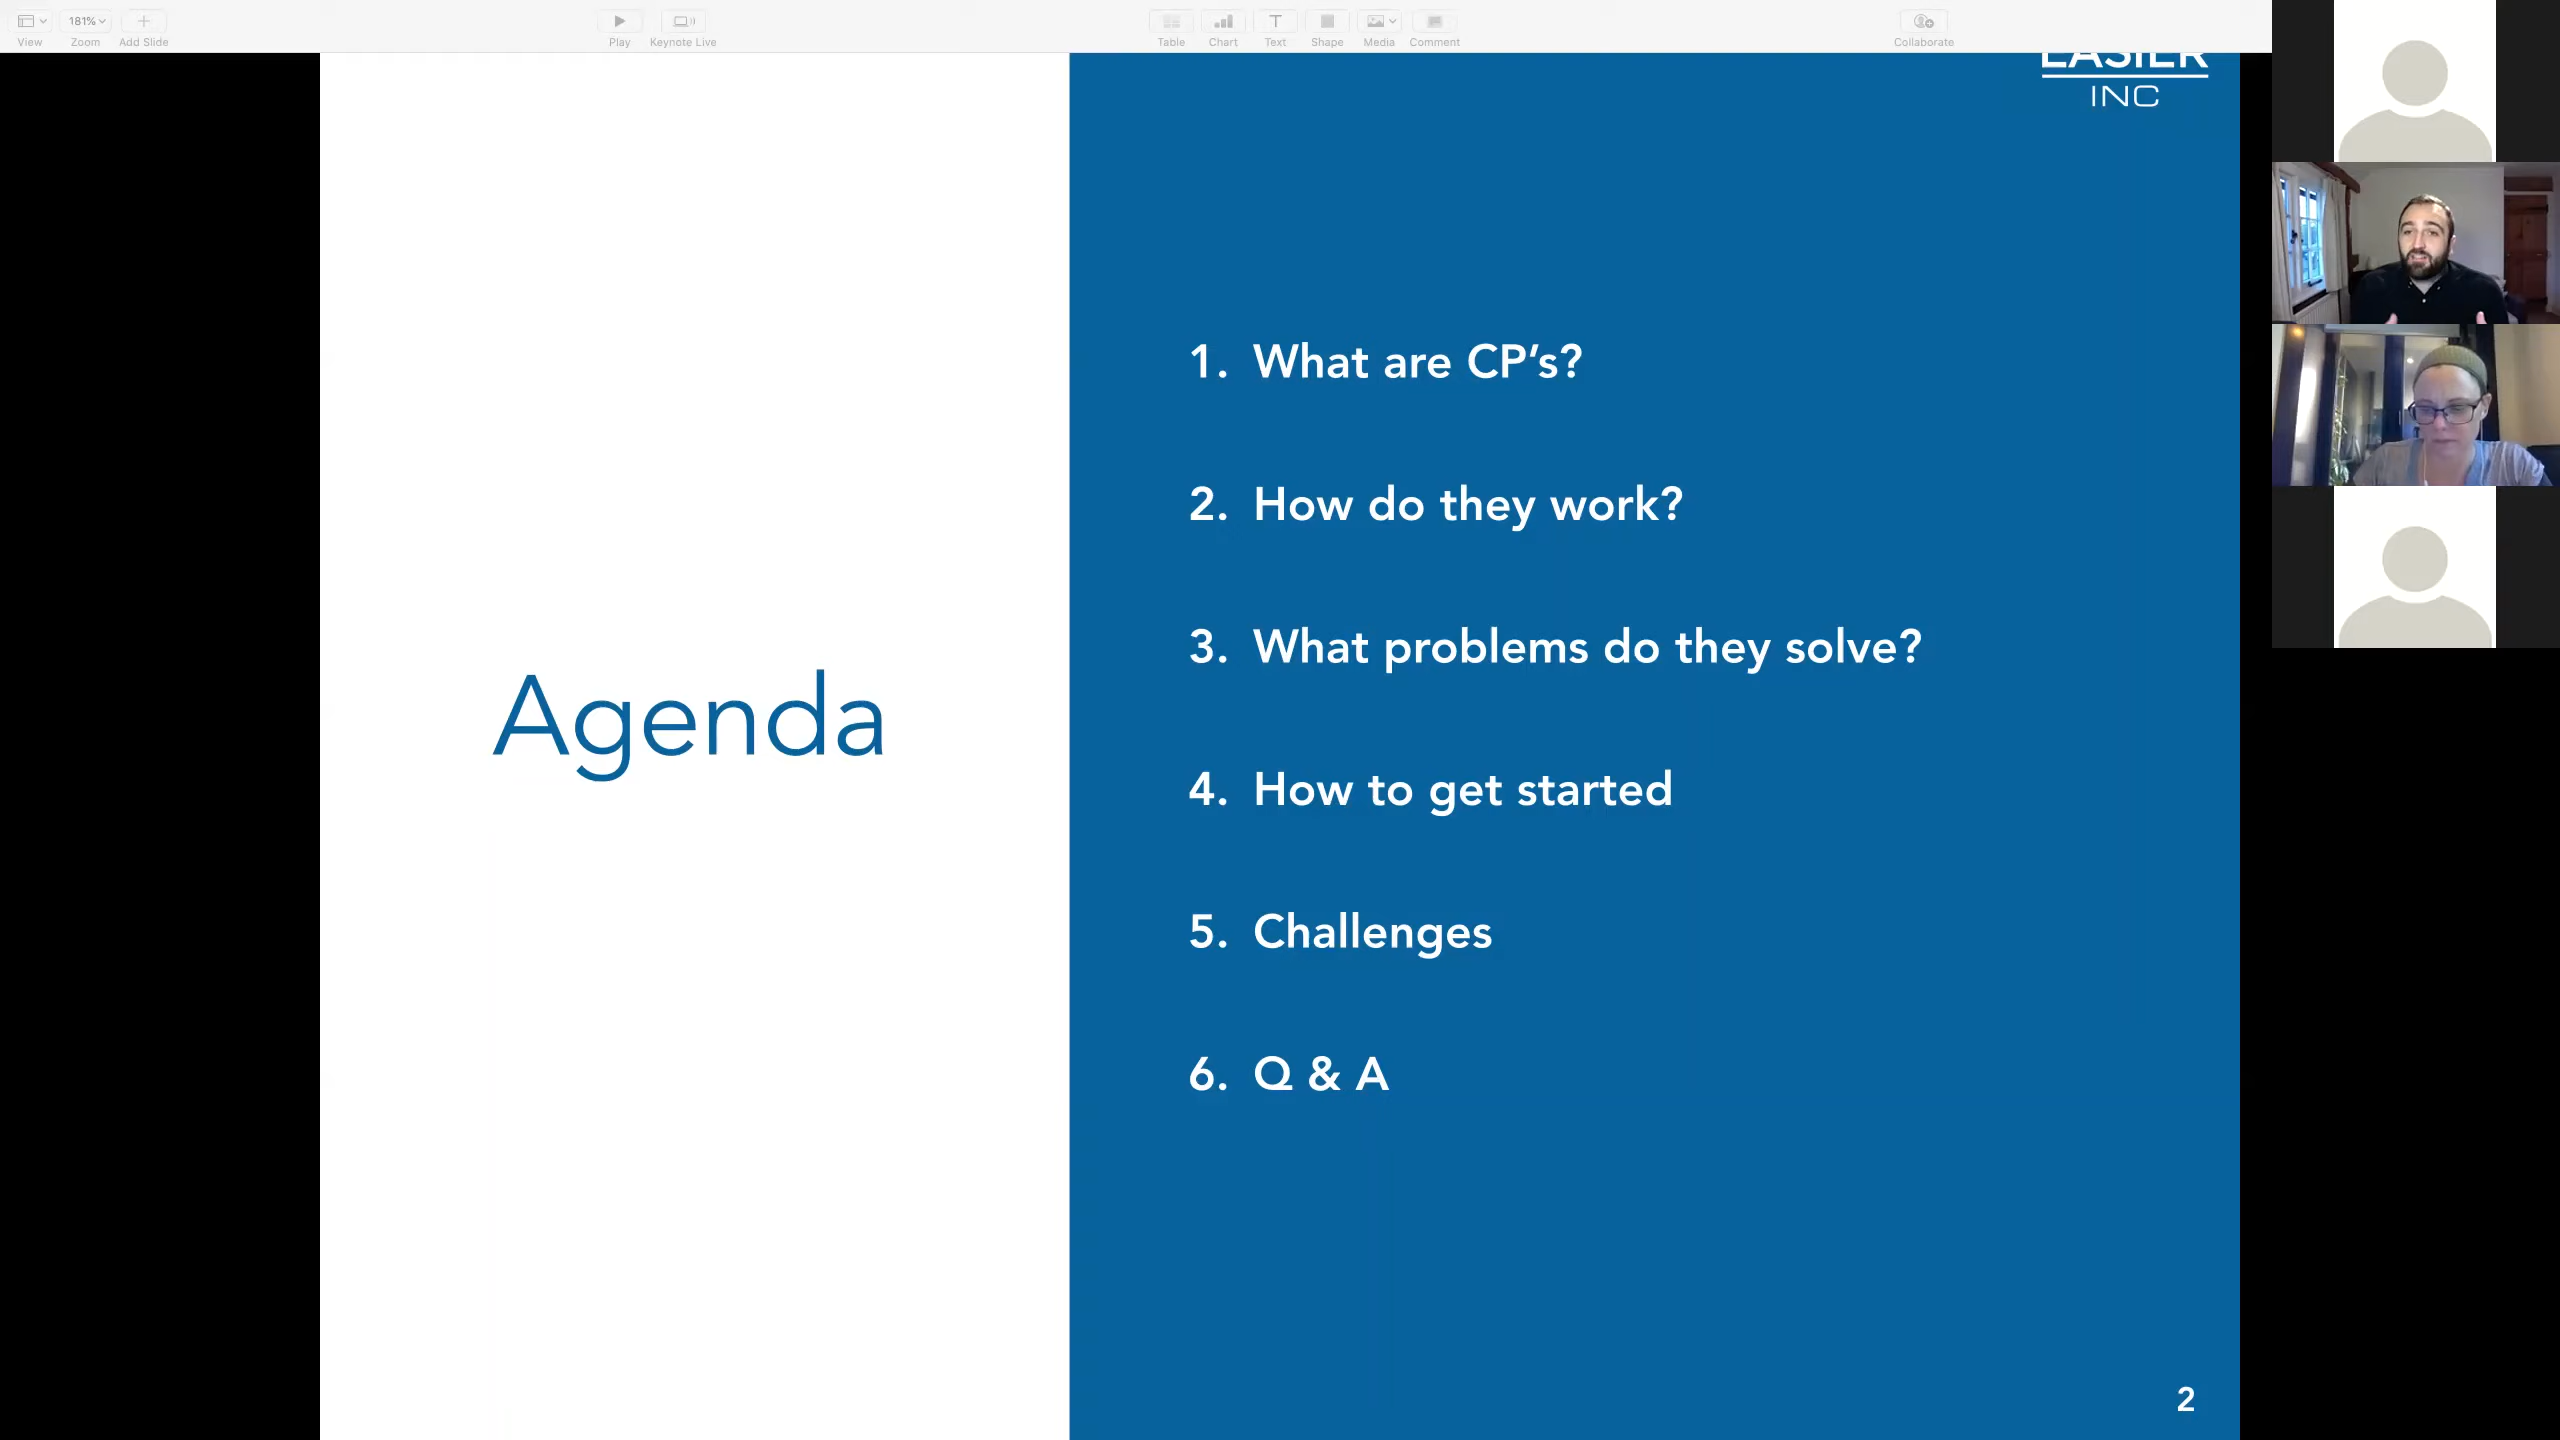 181%
View
Zoom
Add Slide
Play
Keynote Live
Table
Chart
Text
Shape
Media
Comment
Collaborate
EASIER
INC
Agenda
1. What are CP’s?
2. How do they work?
3. What problems do they solve?
4. How to get started
5. Challenges
6. Q & A
2